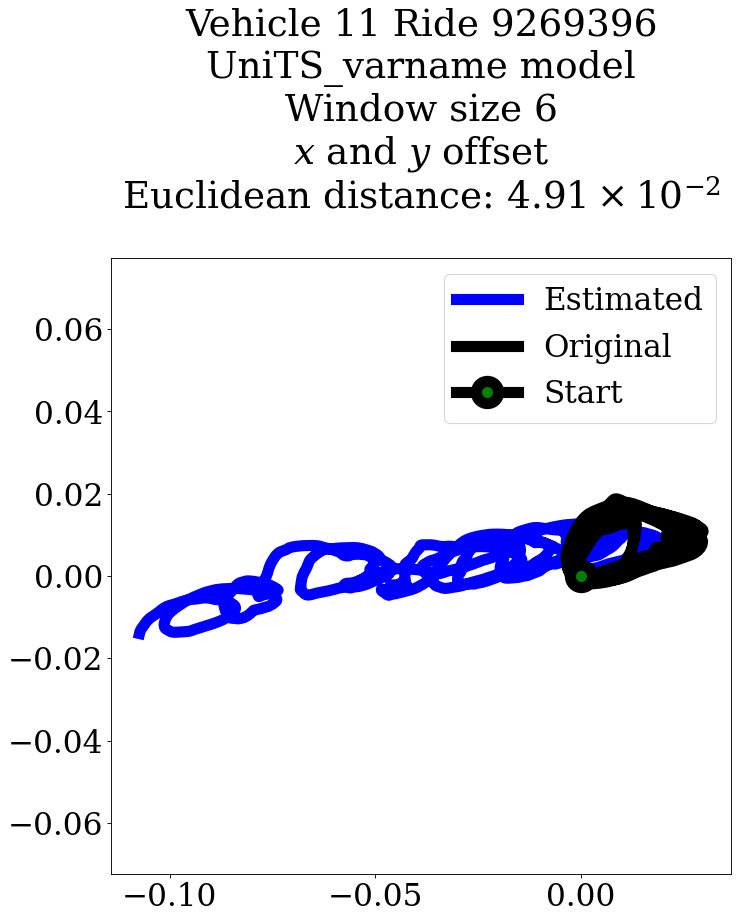 Vehicle 11 Ride 9269396
UniTS_varname model
Window size 6
x and y offset
Euclidean distance: 4.91 × 10⁻²
Estimated
Original
Start
0.06
0.04
0.02
0.00
−0.02
−0.04
−0.06
−0.10
−0.05
0.00